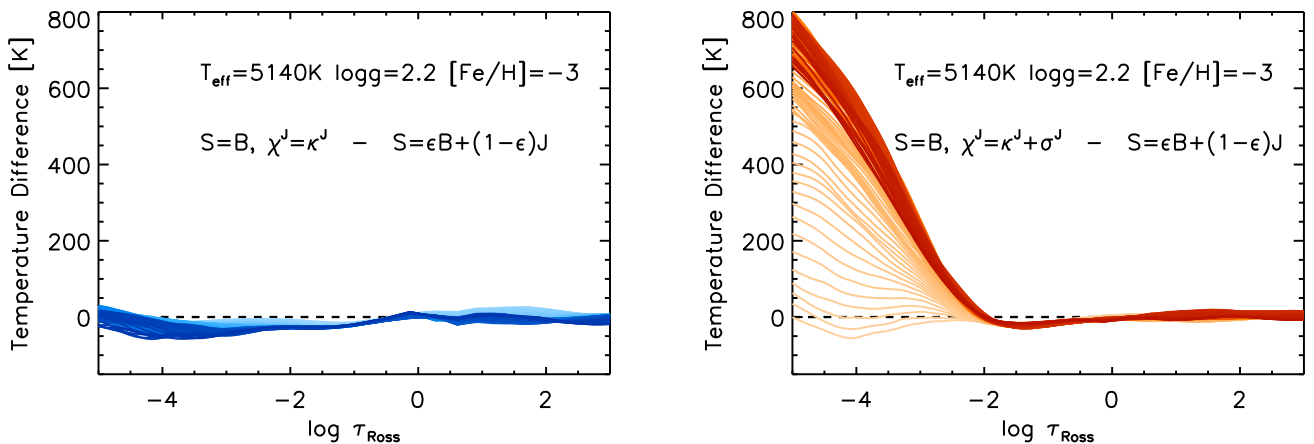 800
600
400
200
0
Temperature Difference [K]
T_eff=5140K logg=2.2 [Fe/H]=−3
S=B, χ^J=κ^J − S=ϵB+(1−ϵ)J
−4 −2 0 2
log τ_Ross
800
600
400
200
0
Temperature Difference [K]
T_eff=5140K logg=2.2 [Fe/H]=−3
S=B, χ^J=κ^J+σ^J − S=ϵB+(1−ϵ)J
−4 −2 0 2
log τ_Ross